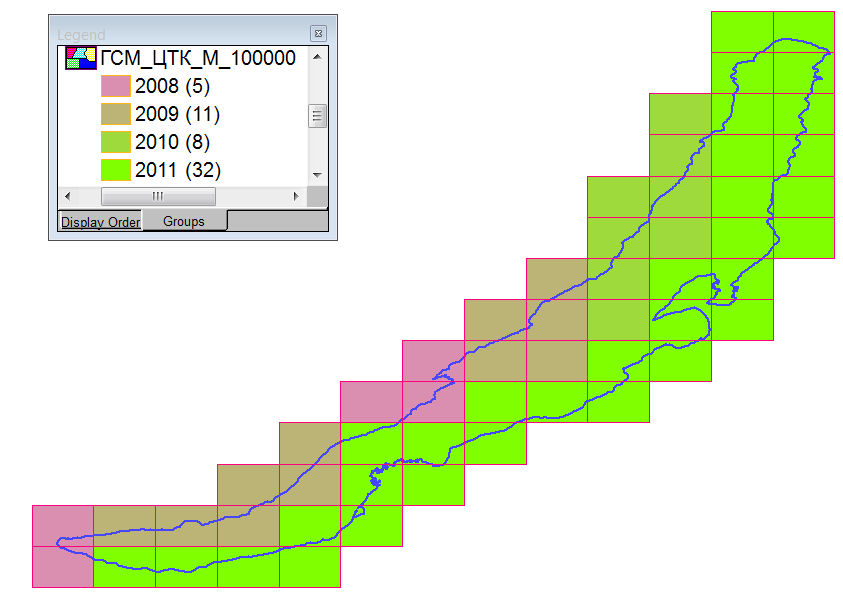 Legend
ГСМ_ЦТК_М_100000
2008 (5)
2009 (11)
2010 (8)
2011 (32)
Display Order Groups